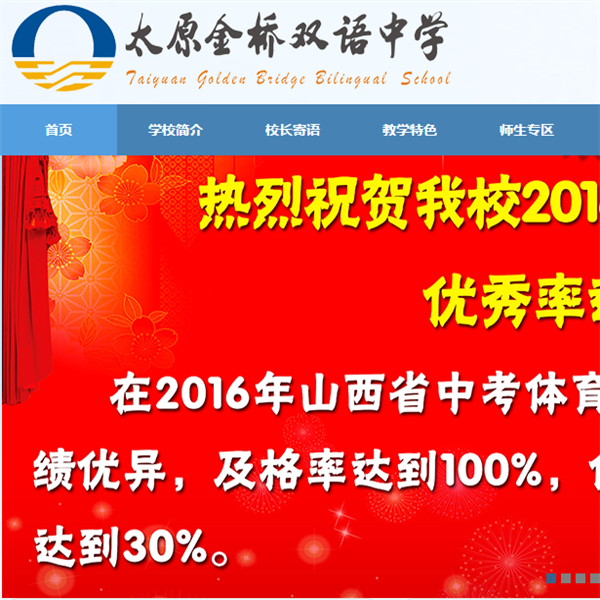 太原金桥双语中学
Taiyuan Golden Bridge Bilingual School
首页 学校简介 校长寄语 教学特色 师生专区
热烈祝贺我校201
优秀率
在2016年山西省中考体育
绩优异，及格率达到100%，
达到30%。